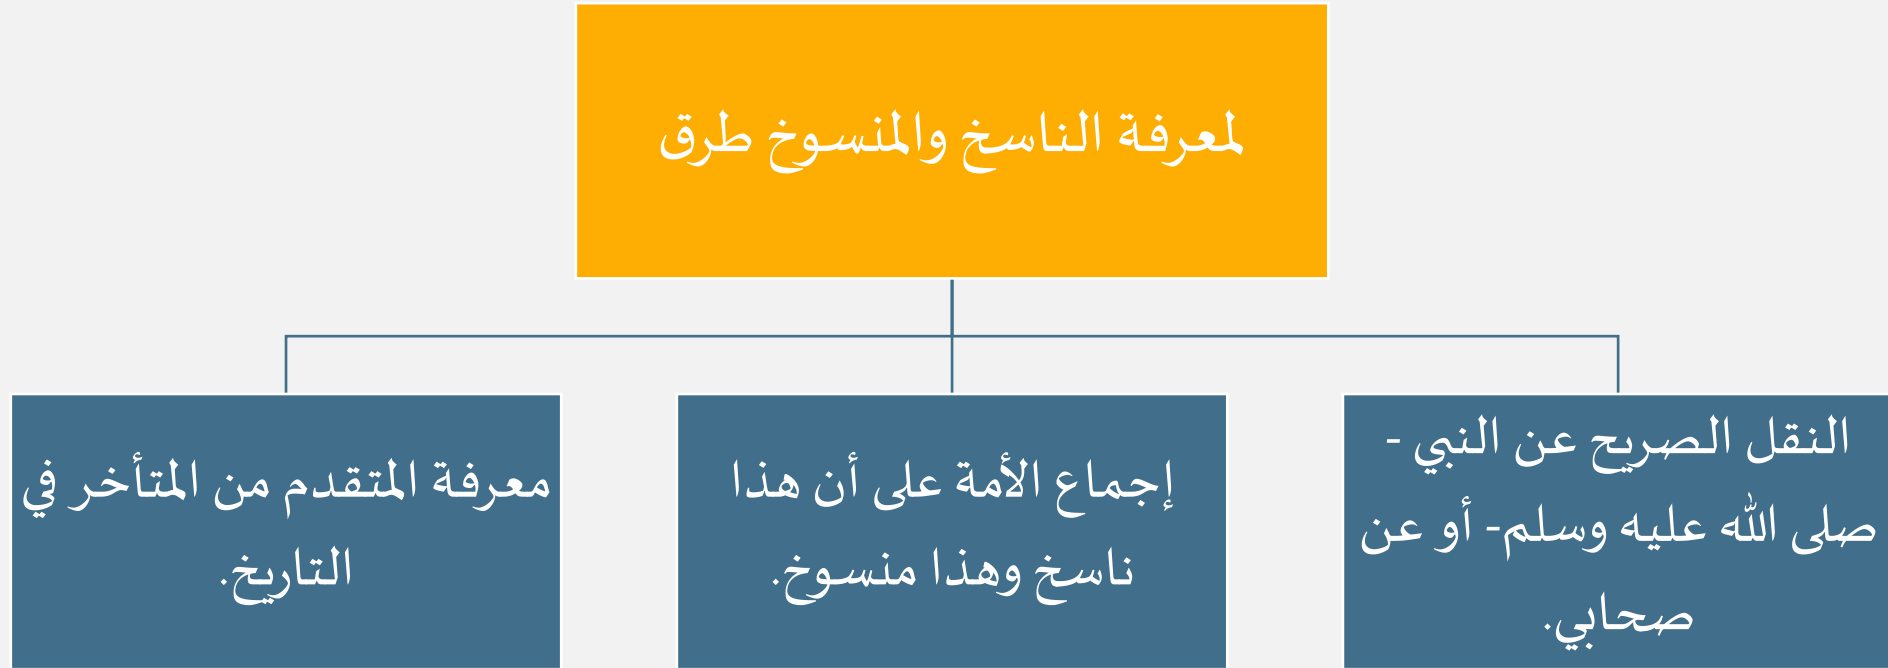 لمعرفة الناسخ والمنسوخ طرق
النقل الصريح عن النبي -
صلى الله عليه وسلم- أو عن
صحابي.
إجماع الأمة على أن هذا
ناسخ وهذا منسوخ.
معرفة المتقدم من المتأخر في
التاريخ.